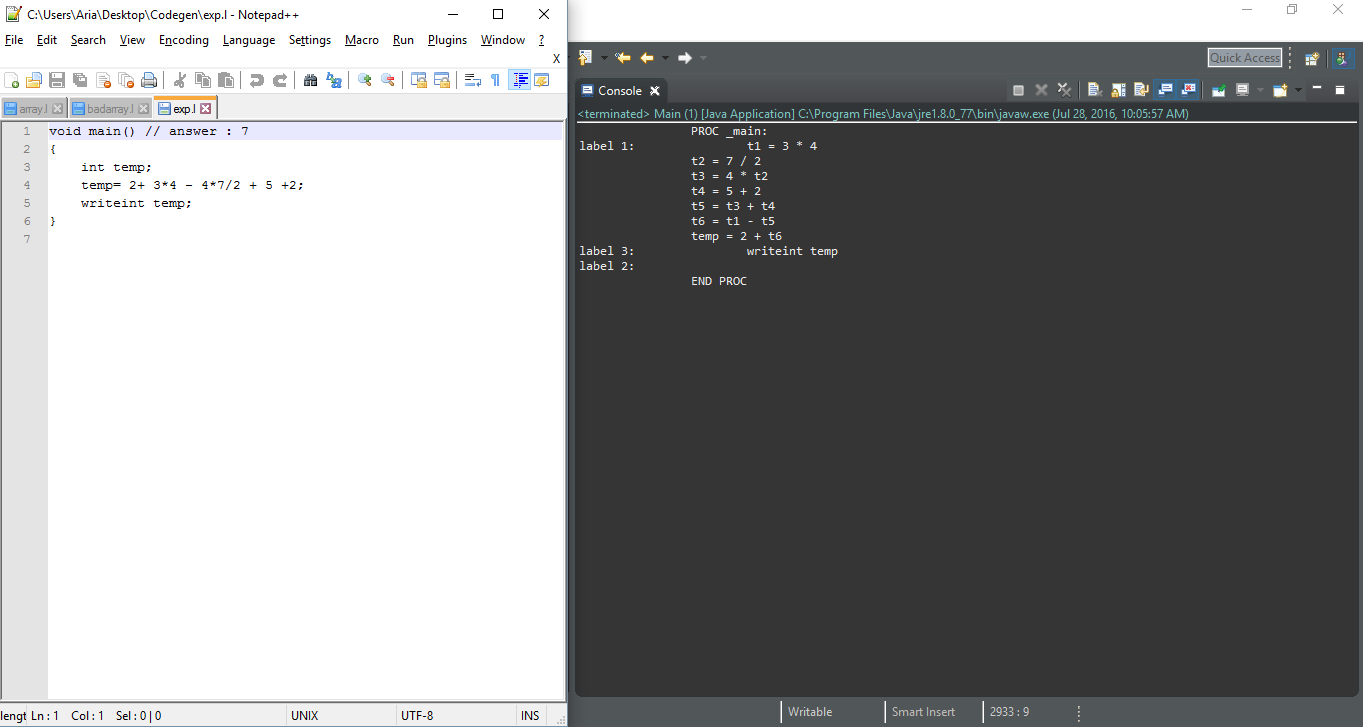 C:\Users\Aria\Desktop\Codegen\exp.l - Notepad++
File Edit Search View Encoding Language Settings Macro Run Plugins Window ?
X
array.l badarray.l exp.l
1 void main() // answer : 7
2 {
3 int temp;
4 temp= 2+ 3*4 - 4*7/2 + 5 +2;
5 writeint temp;
6 }
7
lengt Ln : 1 Col : 1 Sel : 0 | 0 UNIX UTF-8 INS
Quick Access
Console
<terminated> Main (1) [Java Application] C:\Program Files\Java\jre1.8.0_77\bin\javaw.exe (Jul 28, 2016, 10:05:57 AM)
PROC _main:
label 1: t1 = 3 * 4
t2 = 7 / 2
t3 = 4 * t2
t4 = 5 + 2
t5 = t3 + t4
t6 = t1 - t5
temp = 2 + t6
label 3: writeint temp
label 2:
END PROC
Writable Smart Insert 2933 : 9